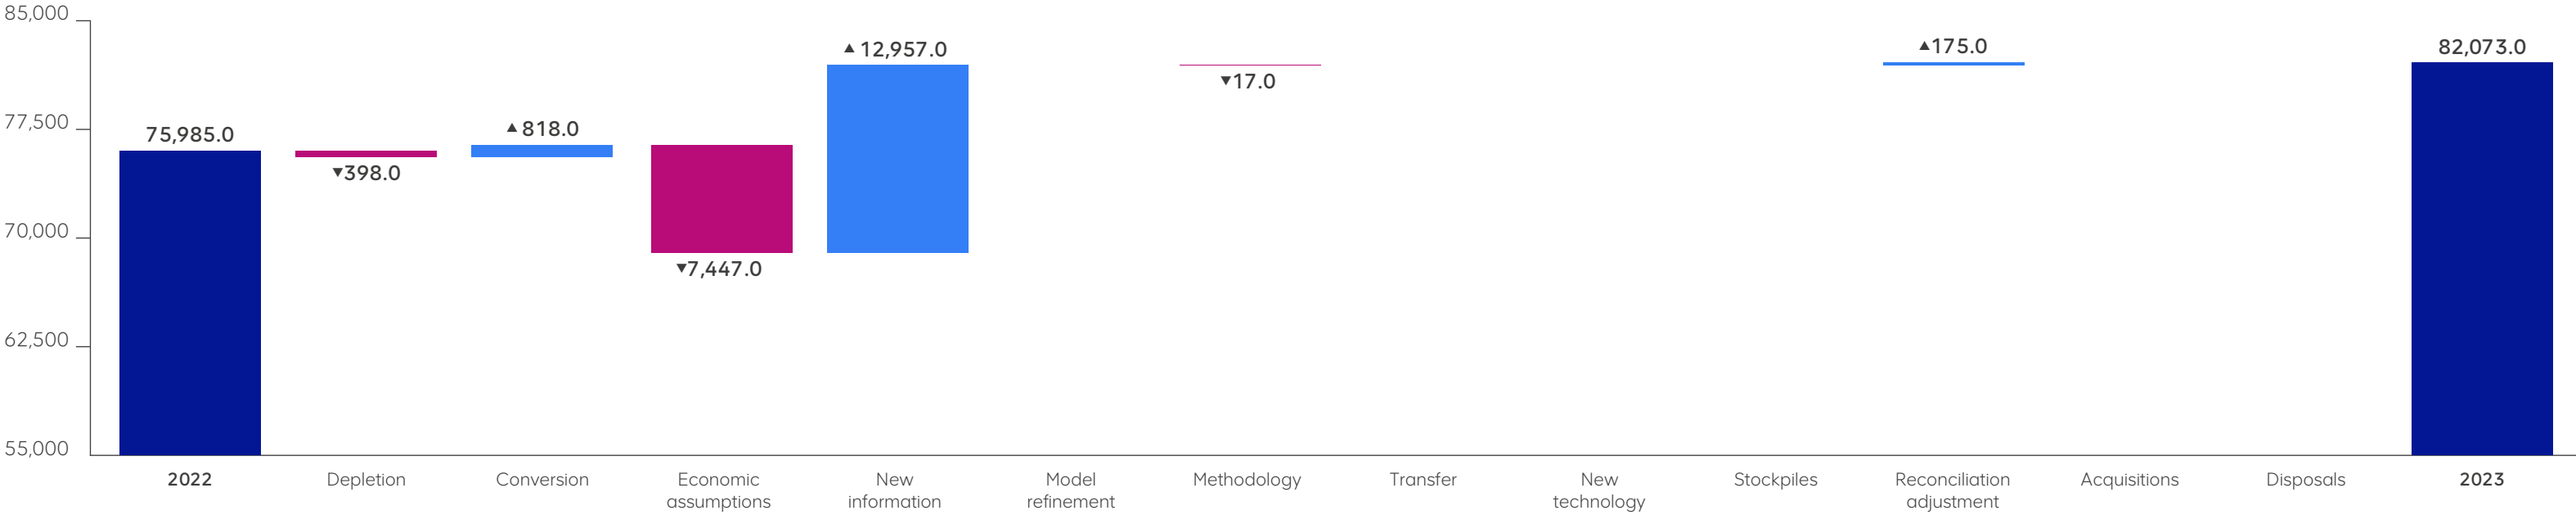 85,000
77,500
70,000
62,500
55,000
75,985.0
▼398.0
▲818.0
▼7,447.0
▲12,957.0
▼17.0
▲175.0
82,073.0
2022
Depletion
Conversion
Economic
assumptions
New
information
Model
refinement
Methodology
Transfer
New
technology
Stockpiles
Reconciliation
adjustment
Acquisitions
Disposals
2023